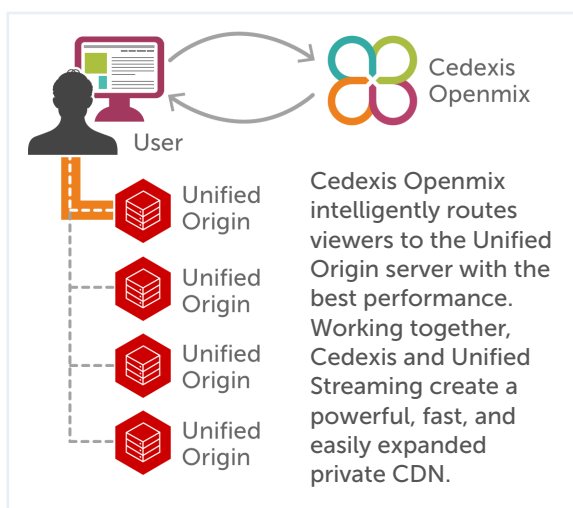 Cedexis
Openmix
User
Unified
Origin
Unified
Origin
Unified
Origin
Unified
Origin
Cedexis Openmix
intelligently routes
viewers to the Unified
Origin server with the
best performance.
Working together,
Cedexis and Unified
Streaming create a
powerful, fast, and
easily expanded
private CDN.